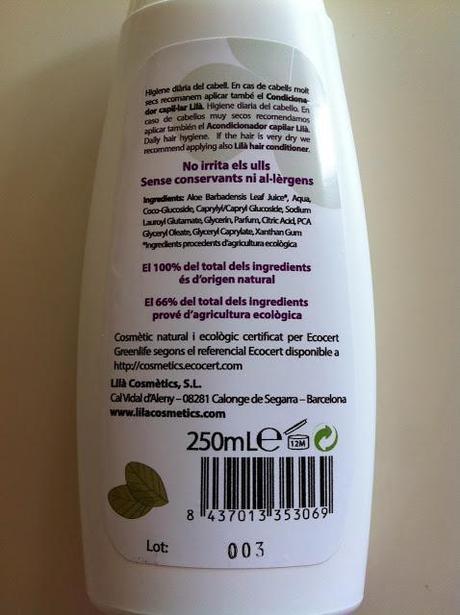 Higiene diària del cabell. En cas de cabells molt
secs recomanem aplicar també el Condiciona-
dor capil·lar Lilà. Higiene diaria del cabello. En
caso de cabellos muy secos recomendamos
aplicar también el Acondicionador capilar Lilà.
Daily hair hygiene. If the hair is very dry we
recommend applying also Lilà hair conditioner.
No irrita els ulls
Sense conservants ni al·lèrgens
Ingredients: Aloe Barbadensis Leaf Juice*, Aqua,
Coco-Glucoside, Caprylyl/Capryl Glucoside, Sodium
Lauroyl Glutamate, Glycerin, Parfum, Citric Acid, PCA
Glyceryl Oleate, Glyceryl Caprylate, Xanthan Gum
*Ingredients procedents d'agricultura ecològica
El 100% del total dels ingredients
és d'origen natural
El 66% del total dels ingredients
prové d'agricultura ecològica
Cosmètic natural i ecològic certificat per Ecocert
Greenlife segons el referencial Ecocert disponible a
http://cosmetics.ecocert.com
Lilà Cosmètics, S.L.
Cal Vidal d'Aleny – 08281 Calonge de Segarra – Barcelona
www.lilacosmetics.com
250mL e 12M
8 437013 353069
Lot: 003